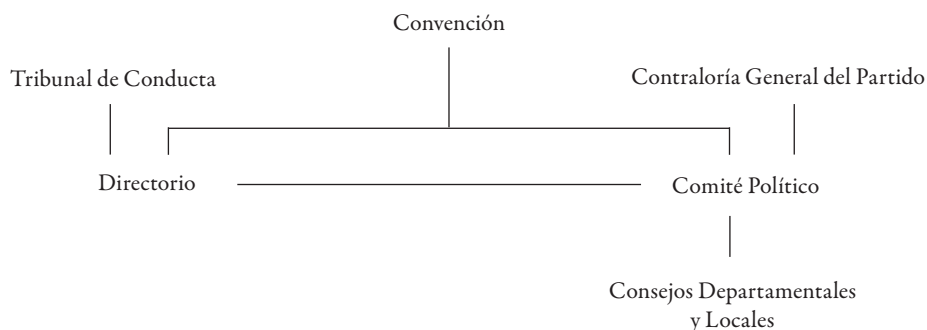 Convención
Tribunal de Conducta
Contraloría General del Partido
Directorio
Comité Político
Consejos Departamentales
y Locales